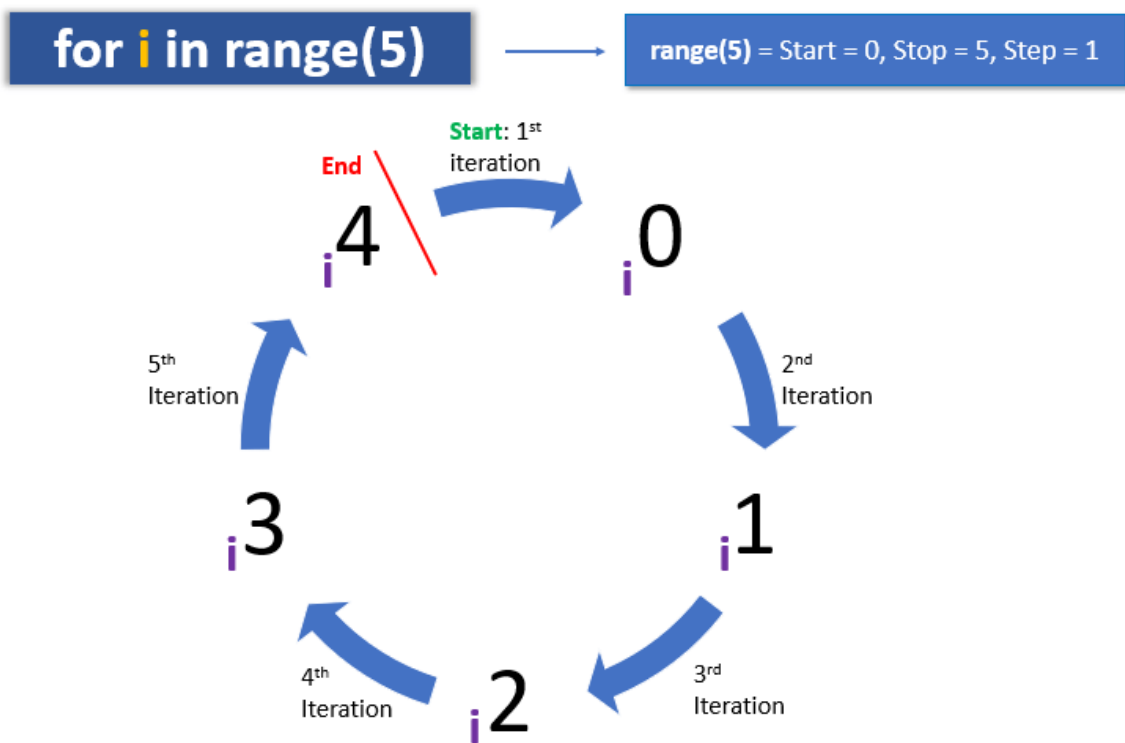 for i in range(5)
range(5) = Start = 0, Stop = 5, Step = 1
Start: 1st
iteration
End
i4
i0
5th
Iteration
2nd
Iteration
i3
i1
4th
Iteration
3rd
Iteration
i2